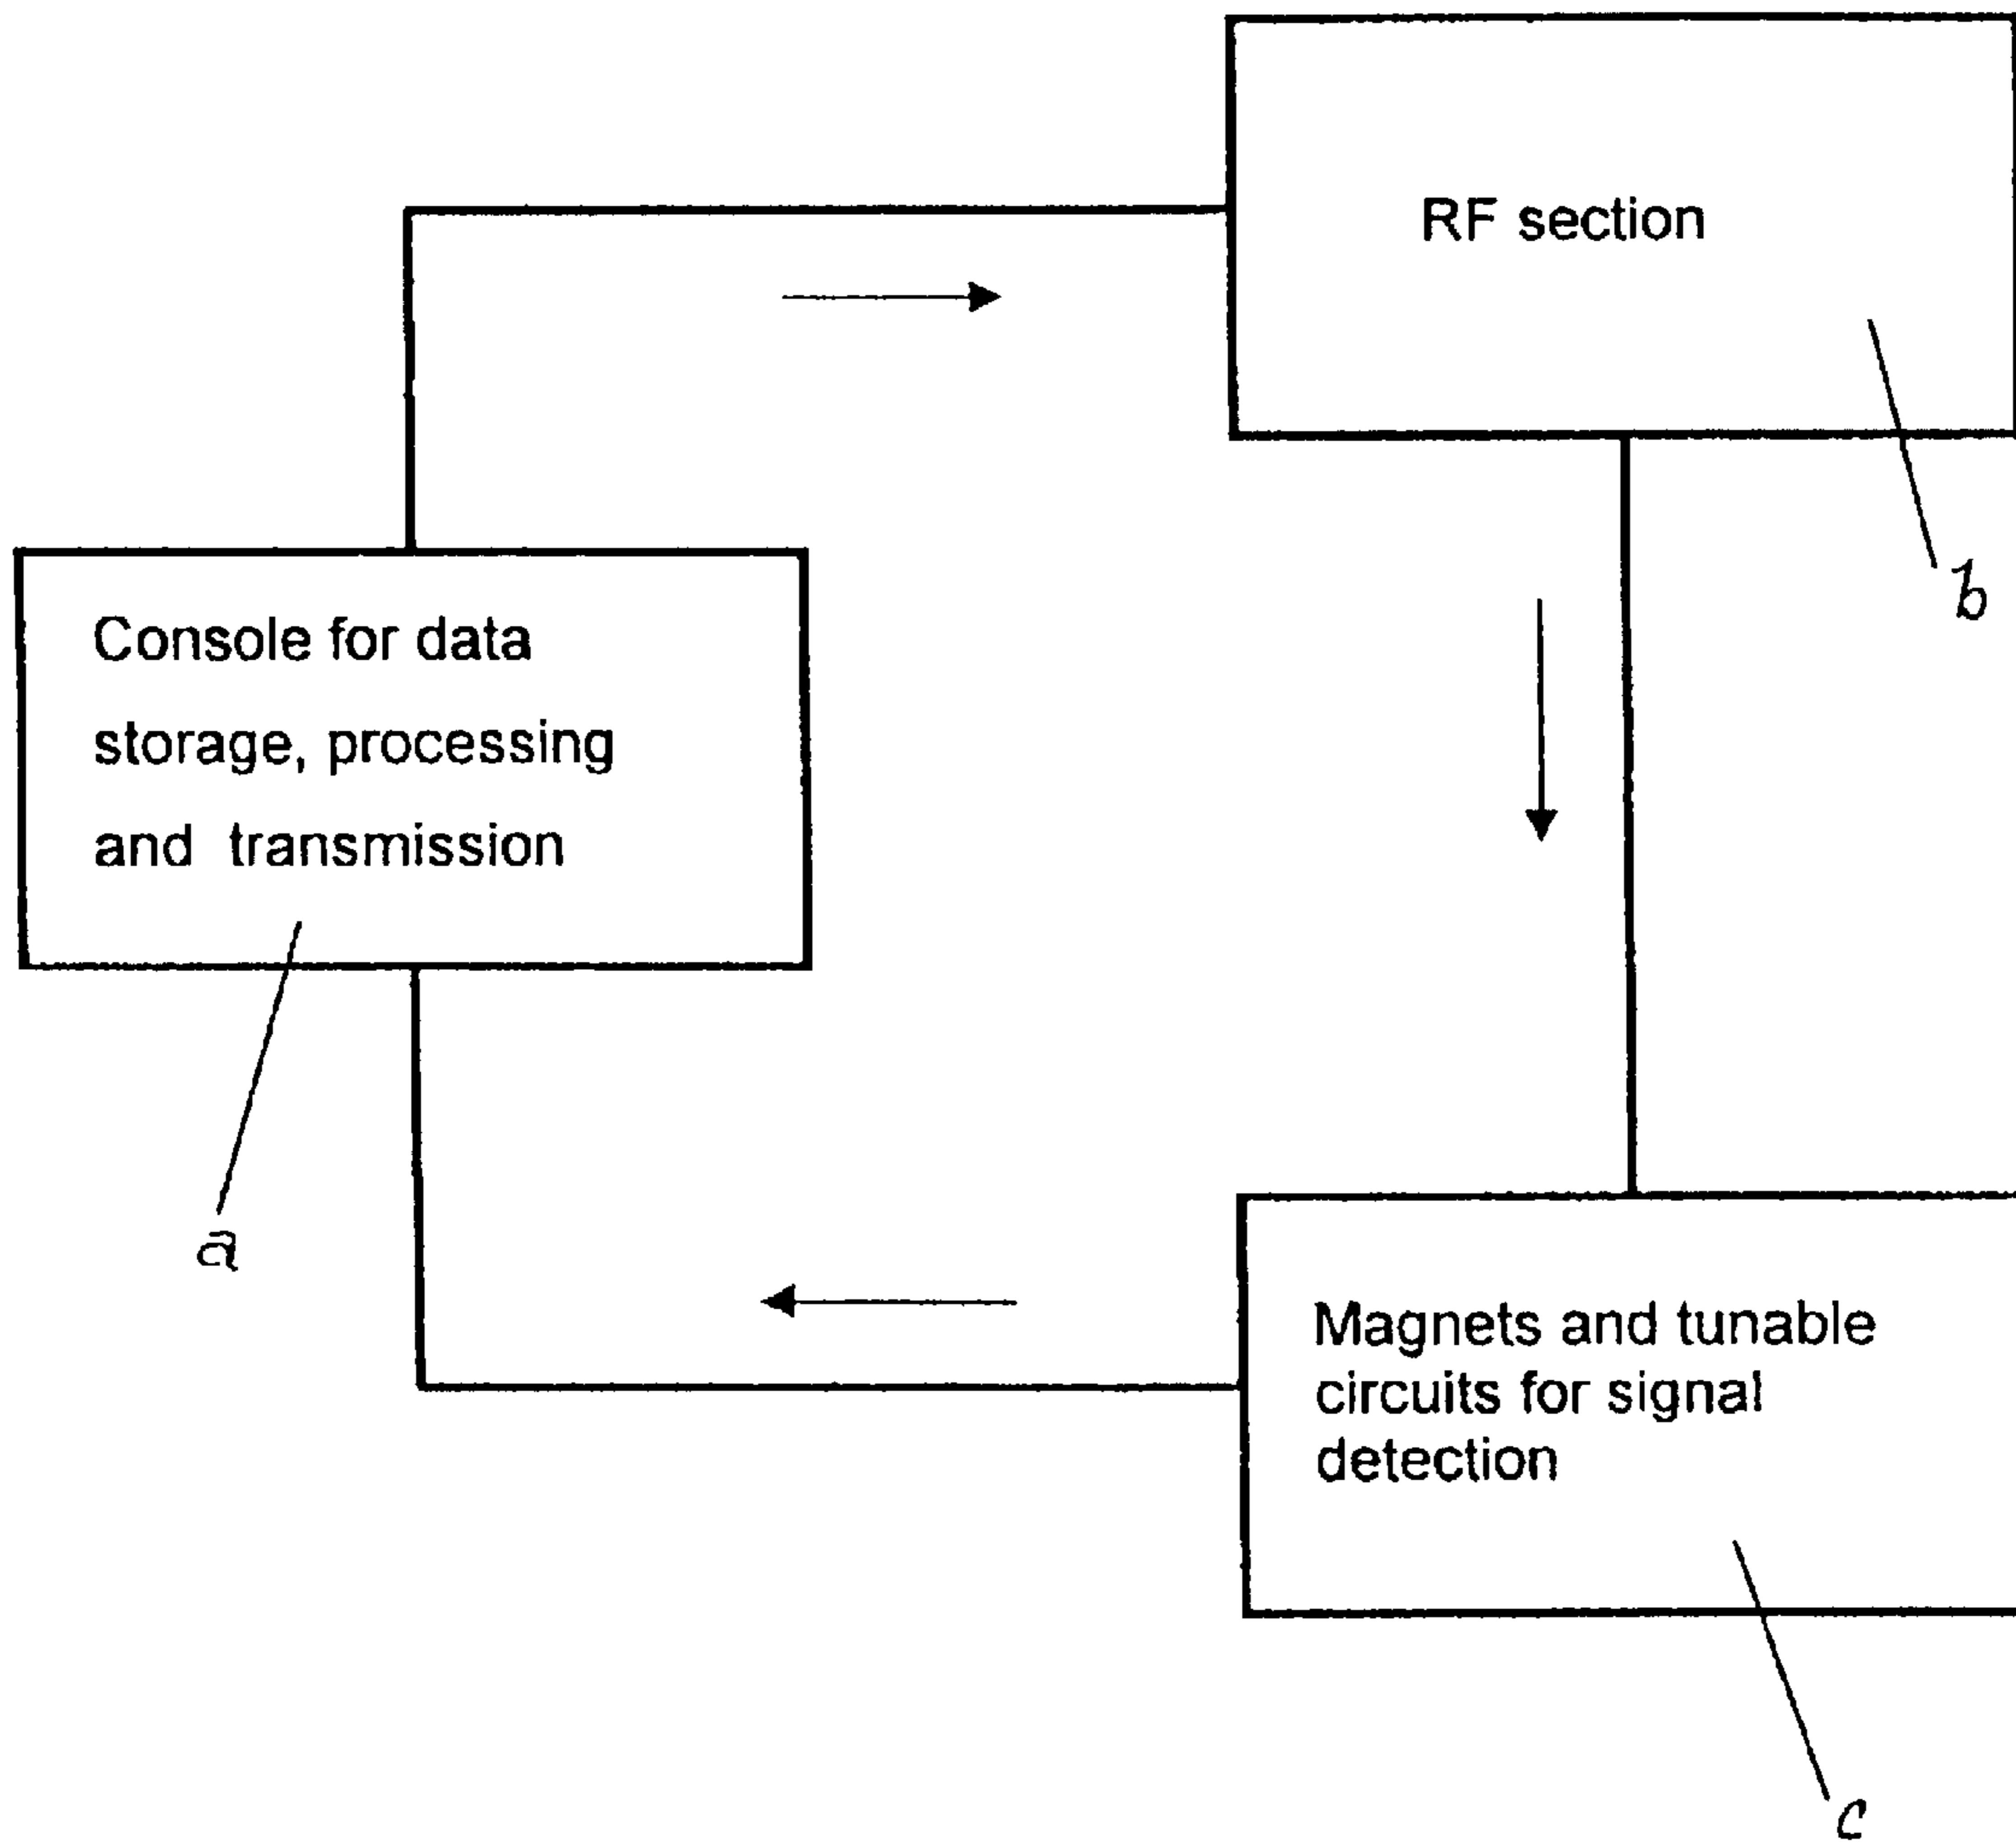 RF section
b
Console for data
storage, processing
and transmission
a
Magnets and tunable
circuits for signal
detection
c